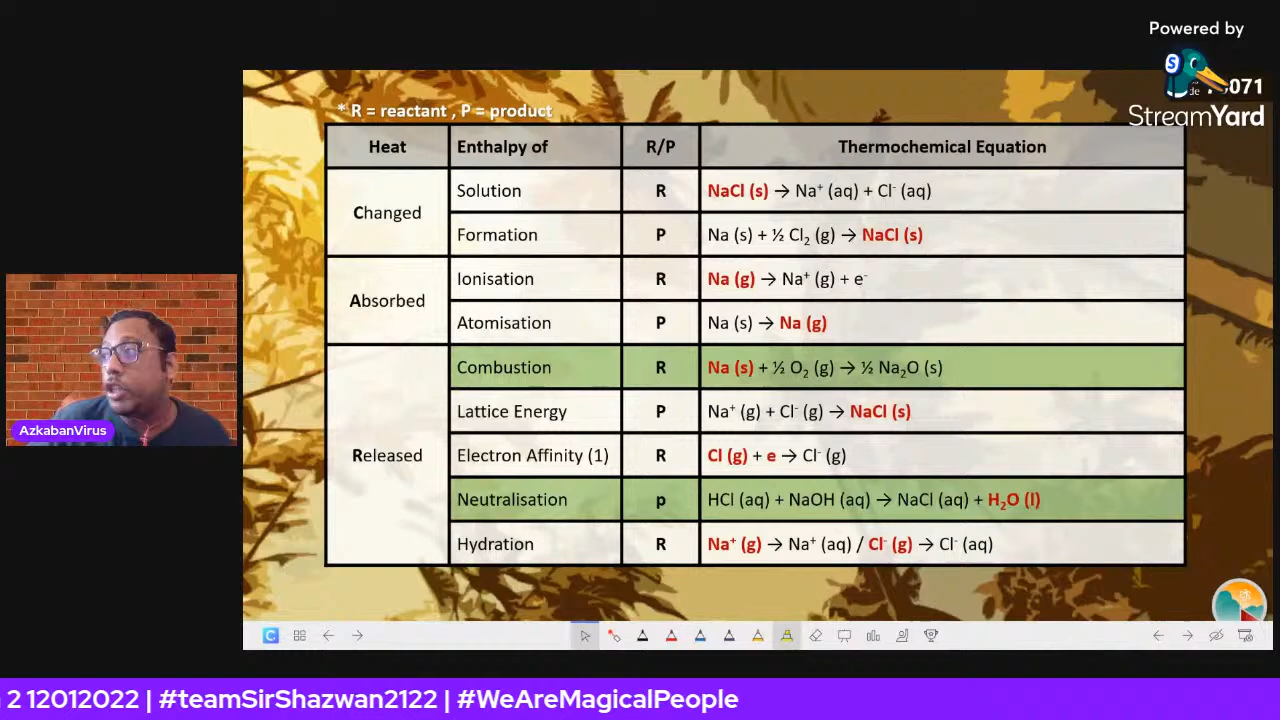 Powered by
071
de
StreamYard
* R = reactant , P = product
Heat Enthalpy of R/P Thermochemical Equation
Changed Solution R NaCl (s) → Na⁺ (aq) + Cl⁻ (aq)
Formation P Na (s) + ½ Cl₂ (g) → NaCl (s)
Absorbed Ionisation R Na (g) → Na⁺ (g) + e⁻
Atomisation P Na (s) → Na (g)
Released Combustion R Na (s) + ½ O₂ (g) → ½ Na₂O (s)
Lattice Energy P Na⁺ (g) + Cl⁻ (g) → NaCl (s)
Electron Affinity (1) R Cl (g) + e → Cl⁻ (g)
Neutralisation p HCl (aq) + NaOH (aq) → NaCl (aq) + H₂O (l)
Hydration R Na⁺ (g) → Na⁺ (aq) / Cl⁻ (g) → Cl⁻ (aq)
AzkabanVirus
2 12012022 | #teamSirShazwan2122 | #WeAreMagicalPeople